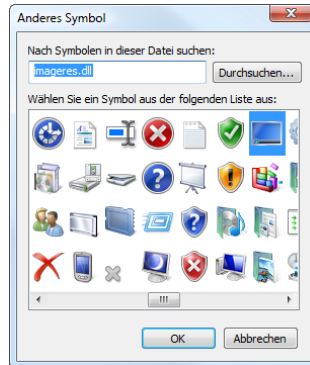 Anderes Symbol
Nach Symbolen in dieser Datei suchen:
imageres.dll
Durchsuchen...
Wählen Sie ein Symbol aus der folgenden Liste aus:
OK
Abbrechen